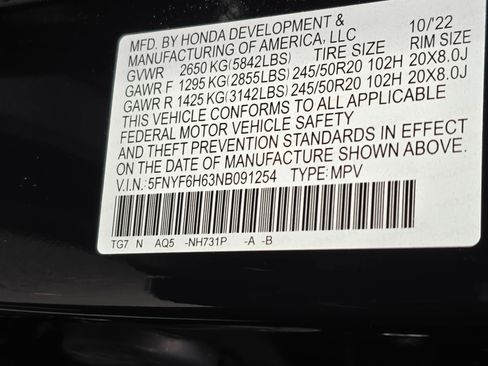 MFD. BY HONDA DEVELOPMENT & 10/'22
MANUFACTURING OF AMERICA, LLC
GVWR 2650 KG(5842LBS) TIRE SIZE RIM SIZE
GAWR F 1295 KG(2855LBS) 245/50R20 102H 20X8.0J
GAWR R 1425 KG(3142LBS) 245/50R20 102H 20X8.0J
THIS VEHICLE CONFORMS TO ALL APPLICABLE
FEDERAL MOTOR VEHICLE SAFETY
AND THEFT PREVENTION STANDARDS IN EFFECT
ON THE DATE OF MANUFACTURE SHOWN ABOVE.
V.I.N.:5FNYF6H63NB091254 TYPE:MPV
TG7 N AQ5 -NH731P -A -B